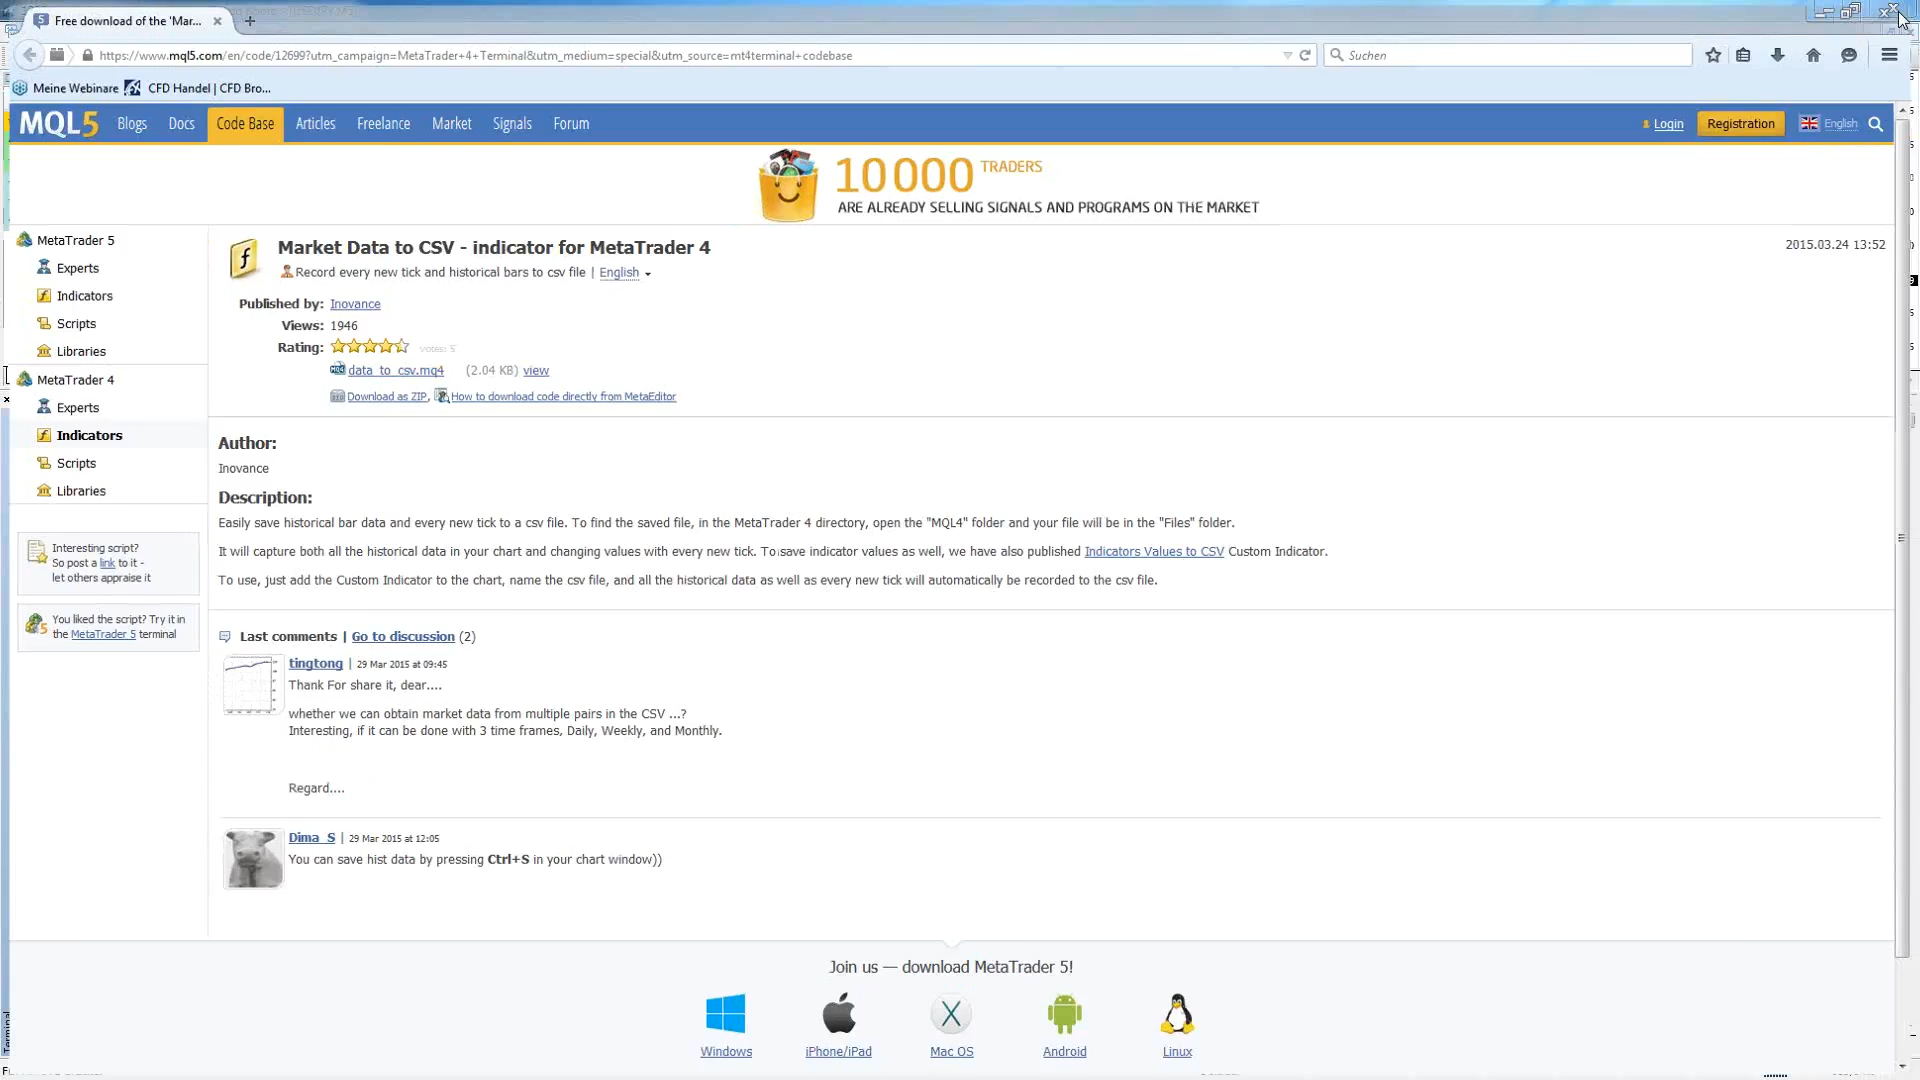 Free download of the 'Mar...
https://www.mql5.com/en/code/12699?utm_campaign=MetaTrader+4+Terminal&utm_medium=special&utm_source=mt4terminal+codebase
Suchen
Meine Webinare
CFD Handel | CFD Bro...
MQL5 Blogs Docs Code Base Articles Freelance Market Signals Forum
Login Registration English
10 000 TRADERS
ARE ALREADY SELLING SIGNALS AND PROGRAMS ON THE MARKET
MetaTrader 5
Experts
Indicators
Scripts
Libraries
MetaTrader 4
Experts
Indicators
Scripts
Libraries
Interesting script?
So post a link to it -
let others appraise it
You liked the script? Try it in
the MetaTrader 5 terminal
Market Data to CSV - indicator for MetaTrader 4
2015.03.24 13:52
Record every new tick and historical bars to csv file | English
Published by: Inovance
Views: 1946
Rating: votes: 5
data_to_csv.mq4 (2.04 KB) view
Download as ZIP, How to download code directly from MetaEditor
Author:
Inovance
Description:
Easily save historical bar data and every new tick to a csv file. To find the saved file, in the MetaTrader 4 directory, open the "MQL4" folder and your file will be in the "Files" folder.
It will capture both all the historical data in your chart and changing values with every new tick. To save indicator values as well, we have also published Indicators Values to CSV Custom Indicator.
To use, just add the Custom Indicator to the chart, name the csv file, and all the historical data as well as every new tick will automatically be recorded to the csv file.
Last comments | Go to discussion (2)
tingtong | 29 Mar 2015 at 09:45
Thank For share it, dear....
whether we can obtain market data from multiple pairs in the CSV ...?
Interesting, if it can be done with 3 time frames, Daily, Weekly, and Monthly.
Regard....
Dima_S | 29 Mar 2015 at 12:05
You can save hist data by pressing Ctrl+S in your chart window))
Join us — download MetaTrader 5!
Windows
iPhone/iPad
Mac OS
Android
Linux
Terminal